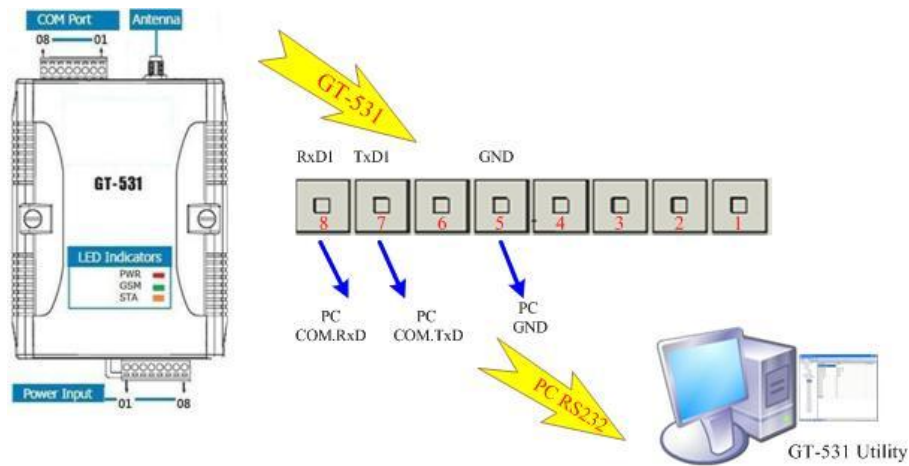 COM Port
Antenna
08 01
GT-531
LED Indicators
PWR
GSM
STA
Power Input
01 08
GT-531
RxD1 TxD1 GND
8 7 6 5 4 3 2 1
PC
COM.RxD
PC
COM.TxD
PC
GND
PC RS232
GT-531 Utility